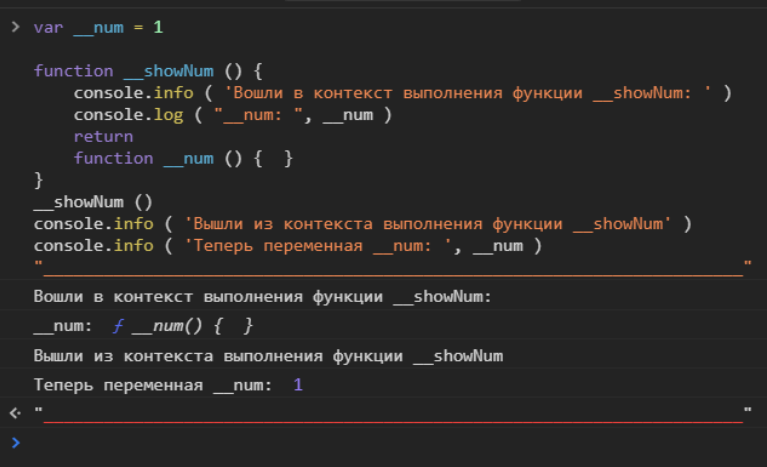 > var __num = 1
function __showNum () {
console.info ( 'Вошли в контекст выполнения функции __showNum: ' )
console.log ( "__num: ", __num )
return
function __num () {  }
}
__showNum ()
console.info ( 'Вышли из контекста выполнения функции __showNum' )
console.info ( 'Теперь переменная __num: ', __num )
"______________________________________________________________________"
Вошли в контекст выполнения функции __showNum:
__num:  ƒ __num() {  }
Вышли из контекста выполнения функции __showNum
Теперь переменная __num:  1
"______________________________________________________________________"
>